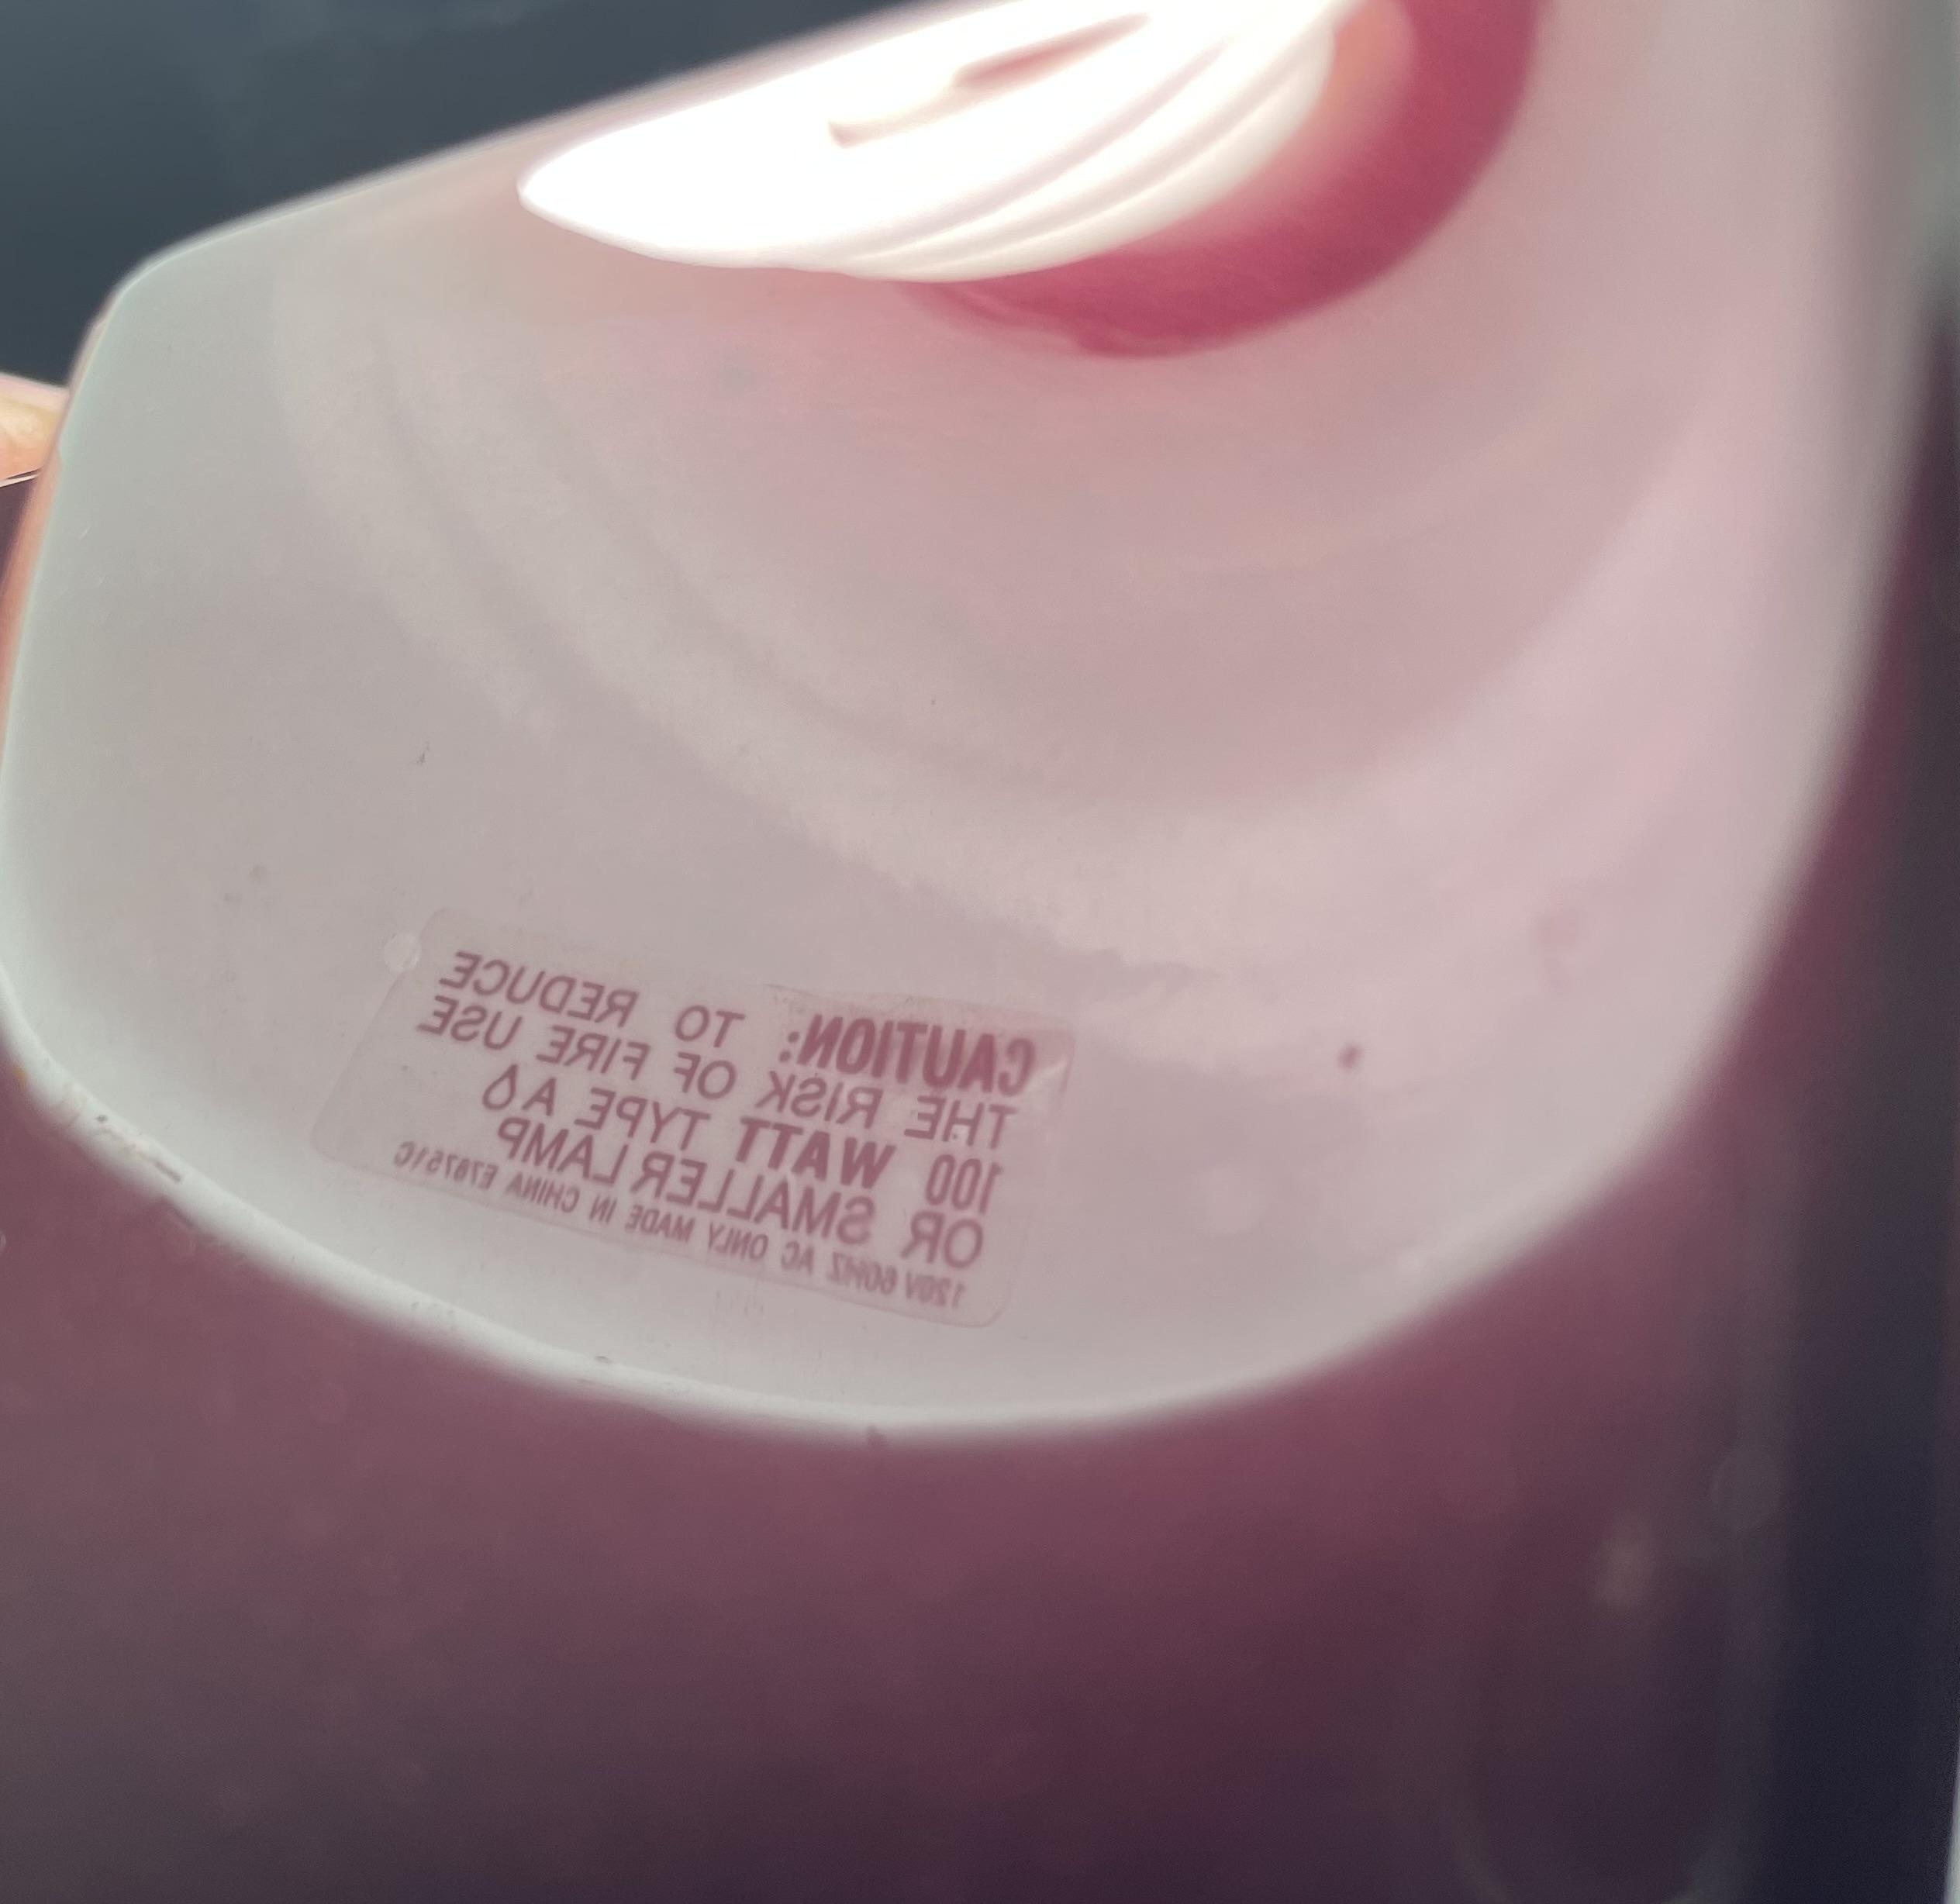 CAUTION: TO REDUCE
THE RISK OF FIRE USE
100 WATT TYPE A
OR SMALLER LAMP
120V 60HZ AC ONLY MADE IN CHINA